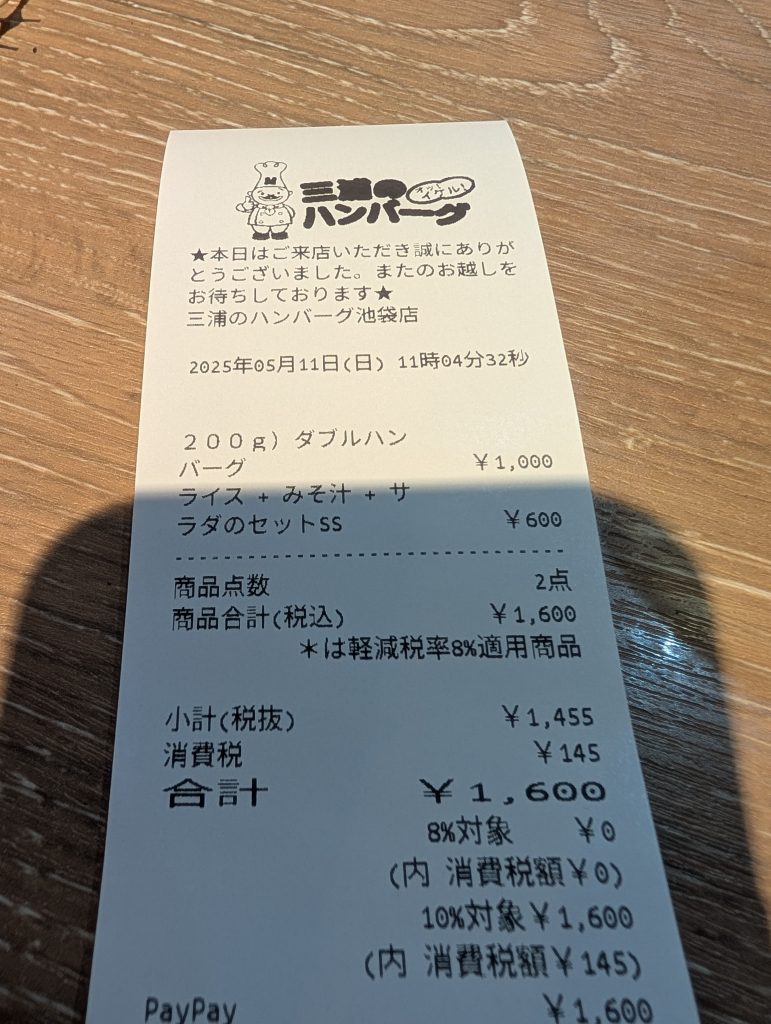 三浦のハンバーグ
オットイケル!
★本日はご来店いただき誠にありが
とうございました。またのお越しを
お待ちしております★
三浦のハンバーグ池袋店
2025年05月11日(日) 11時04分32秒
200g)ダブルハン
バーグ ¥1,000
ライス + みそ汁 + サ
ラダのセットSS ¥600
--------------------------------
商品点数 2点
商品合計(税込) ¥1,600
*は軽減税率8%適用商品
小計(税抜) ¥1,455
消費税 ¥145
合計 ¥1,600
8%対象 ¥0
(内 消費税額¥0)
10%対象¥1,600
(内 消費税額¥145)
PayPay ¥1,600